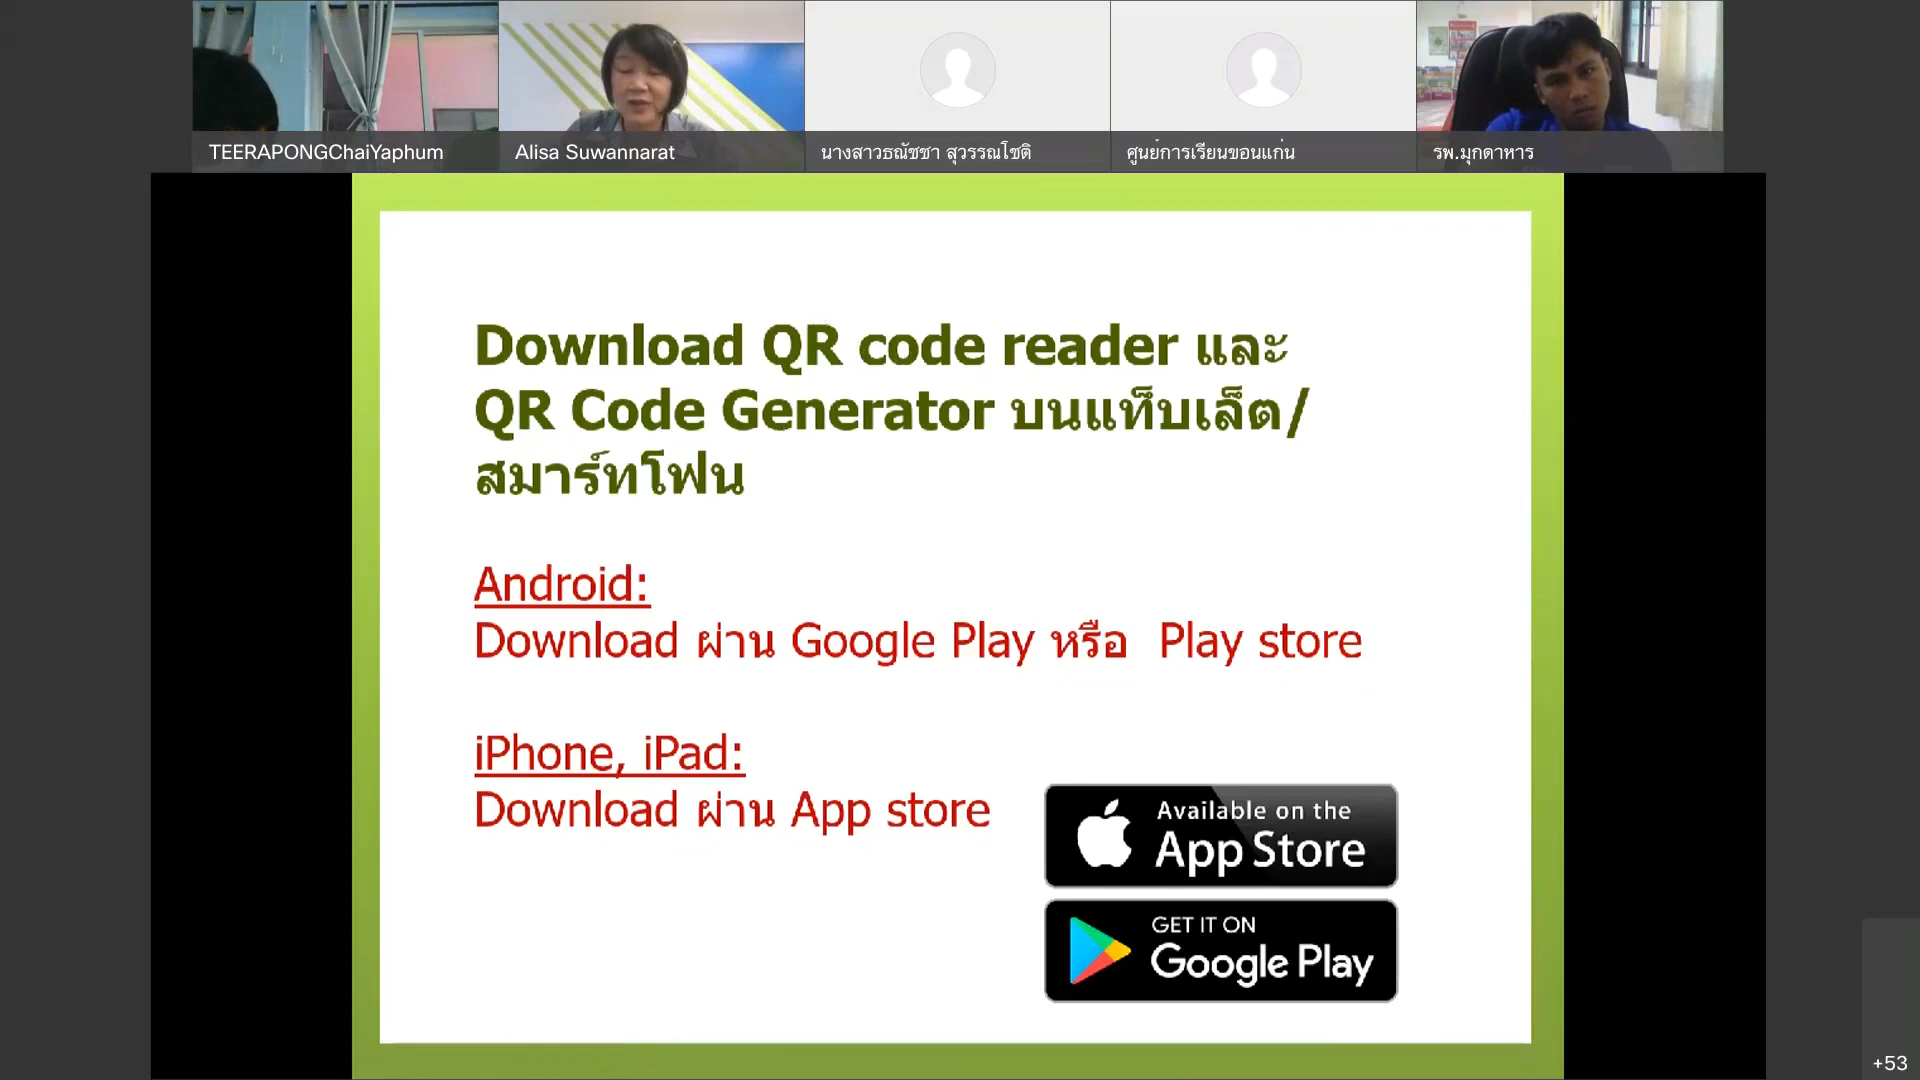 TEERAPONGChaiYaphum
Alisa Suwannarat
นางสาวธณัชชา สุวรรณโชติ
ศูนย์การเรียนขอนแก่น
รพ.มุกดาหาร
Download QR code reader และ
QR Code Generator บนแท็บเล็ต/
สมาร์ทโฟน
Android:
Download ผ่าน Google Play หรือ Play store
iPhone, iPad:
Download ผ่าน App store
Available on the
App Store
GET IT ON
Google Play
+53